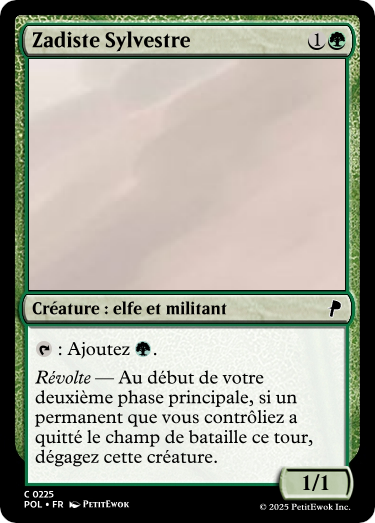 Zadiste Sylvestre 1
Créature : elfe et militant
: Ajoutez .
Révolte — Au début de votre
deuxième phase principale, si un
permanent que vous contrôliez a
quitté le champ de bataille ce tour,
dégagez cette créature.
1/1
C 0225
POL • FR PETITEWOK
© 2025 PetitEwok Inc.